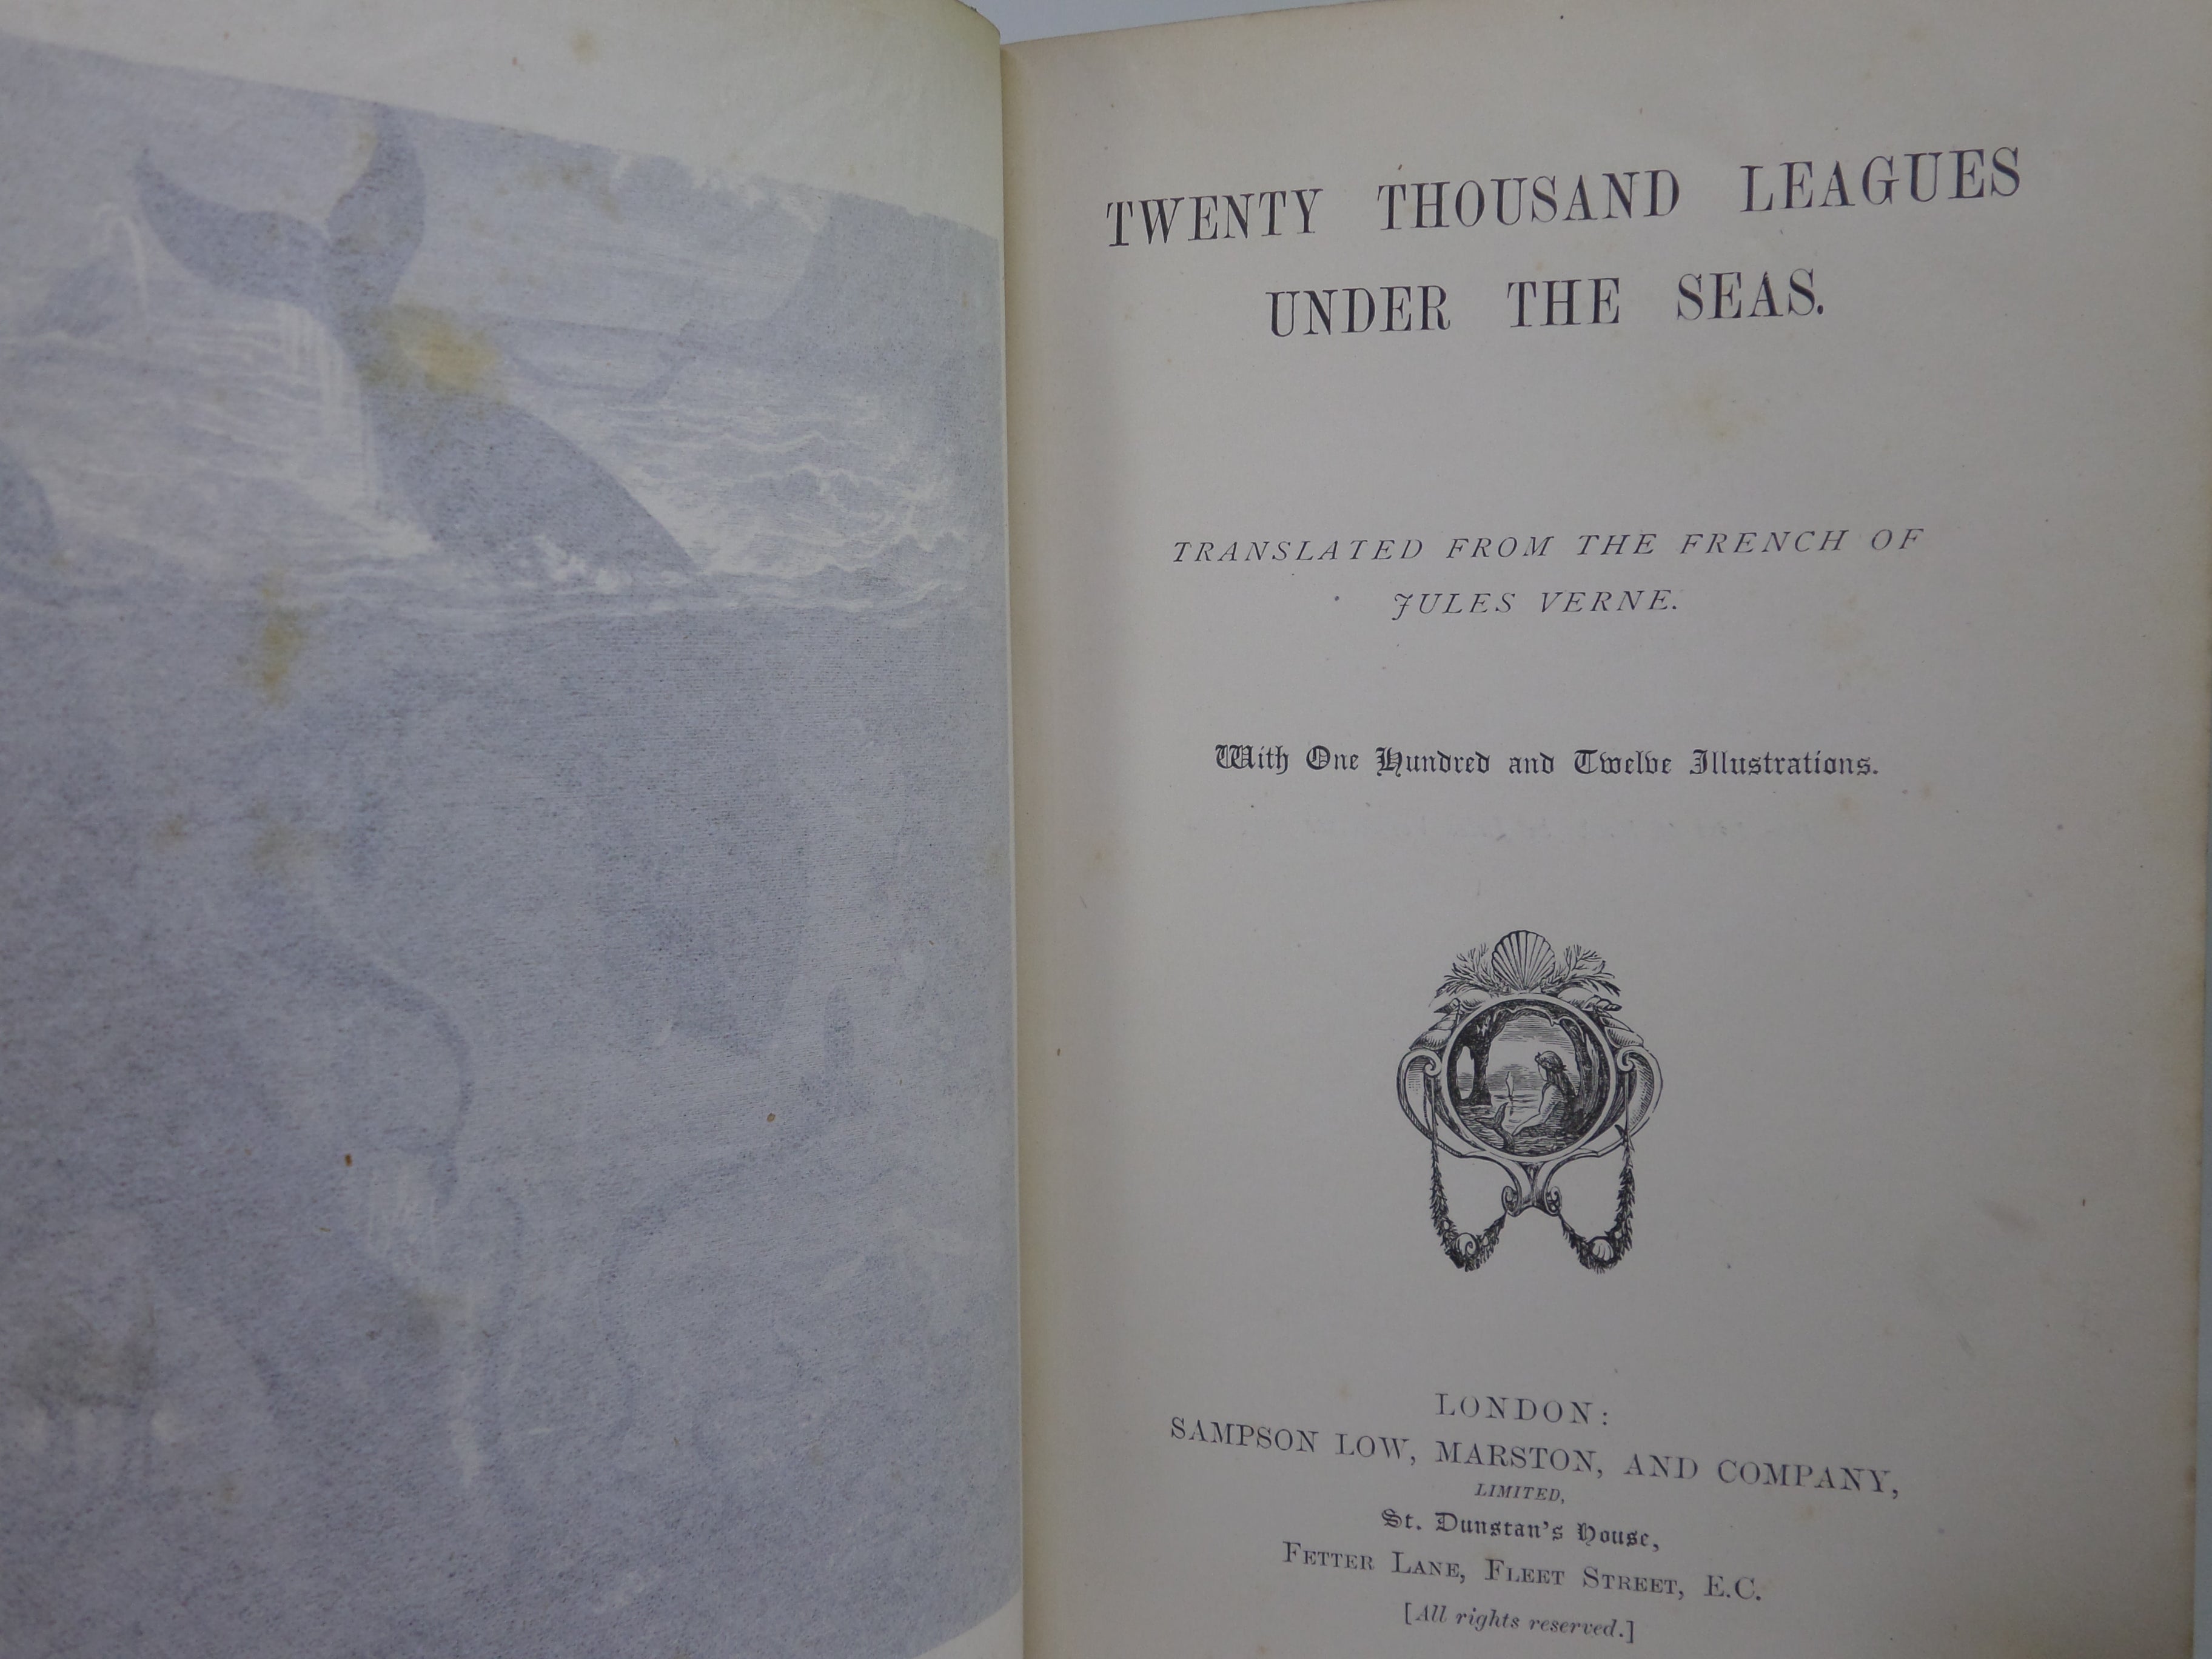 TWENTY THOUSAND LEAGUES
UNDER THE SEAS.
TRANSLATED FROM THE FRENCH OF
JULES VERNE.
With One Hundred and Twelve Illustrations.
LONDON:
SAMPSON LOW, MARSTON, AND COMPANY,
LIMITED,
St. Dunstan's House,
FETTER LANE, FLEET STREET, E.C.
[All rights reserved.]